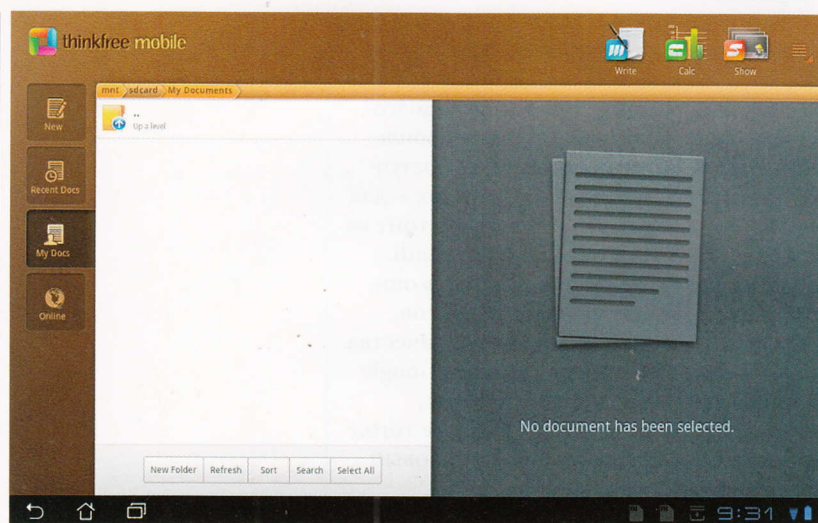 thinkfree mobile
Write
Calc
Show
mnt sdcard My Documents
New
..
Up a level
Recent Docs
My Docs
Online
No document has been selected.
New Folder Refresh Sort Search Select All
9:31